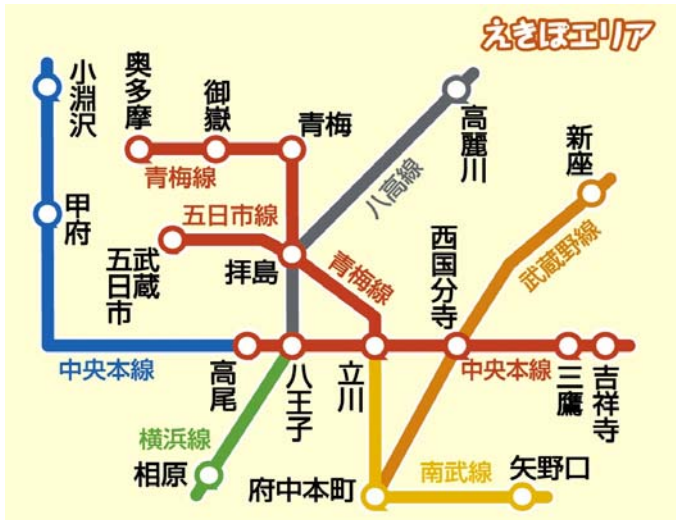 えきぽエリア
小淵沢
奥多摩
御嶽
青梅
高麗川
新座
青梅線
八高線
甲府
五日市線
武蔵
五日市
拝島
青梅線
西国分寺
武蔵野線
中央本線
高尾
八王子
立川
中央本線
三鷹
吉祥寺
横浜線
相原
府中本町
南武線
矢野口